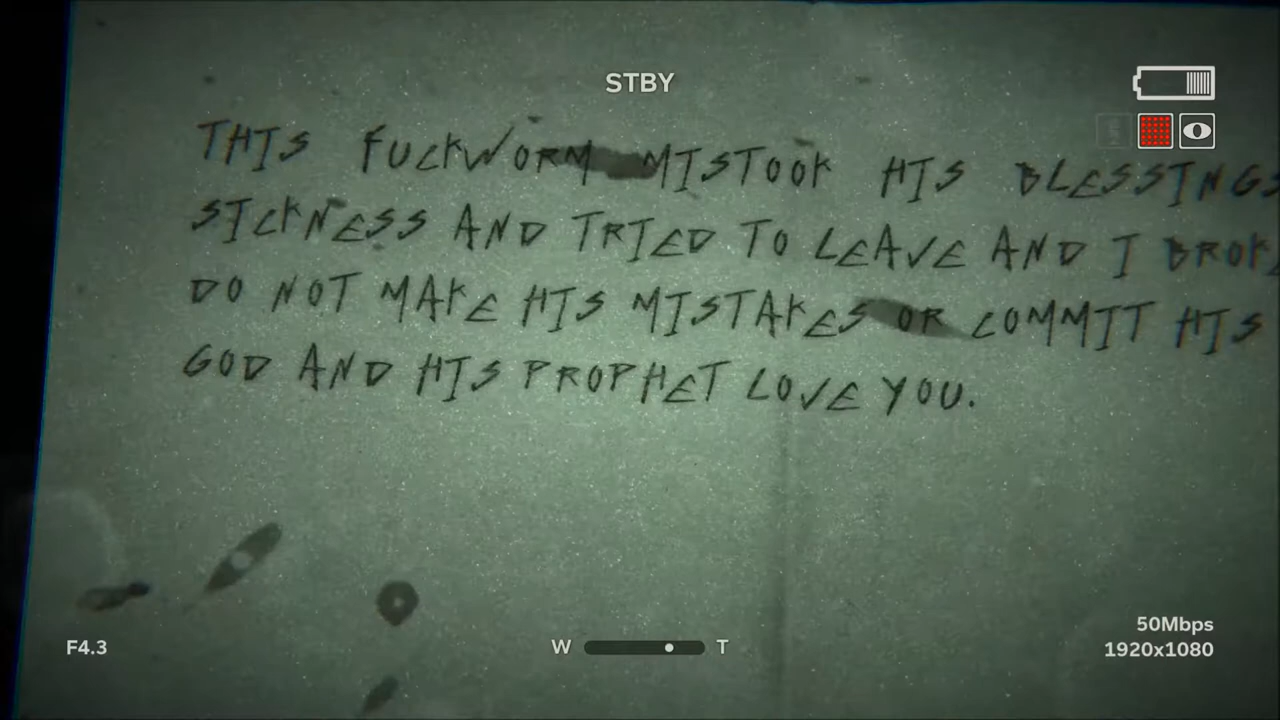 STBY
THIS FUCKWORM MISTOOK HIS BLESSINGS
SICKNESS AND TRIED TO LEAVE AND I BROKE
DO NOT MAKE HIS MISTAKES OR COMMIT HIS
GOD AND HIS PROPHET LOVE YOU.
F4.3
W T
50Mbps
1920x1080